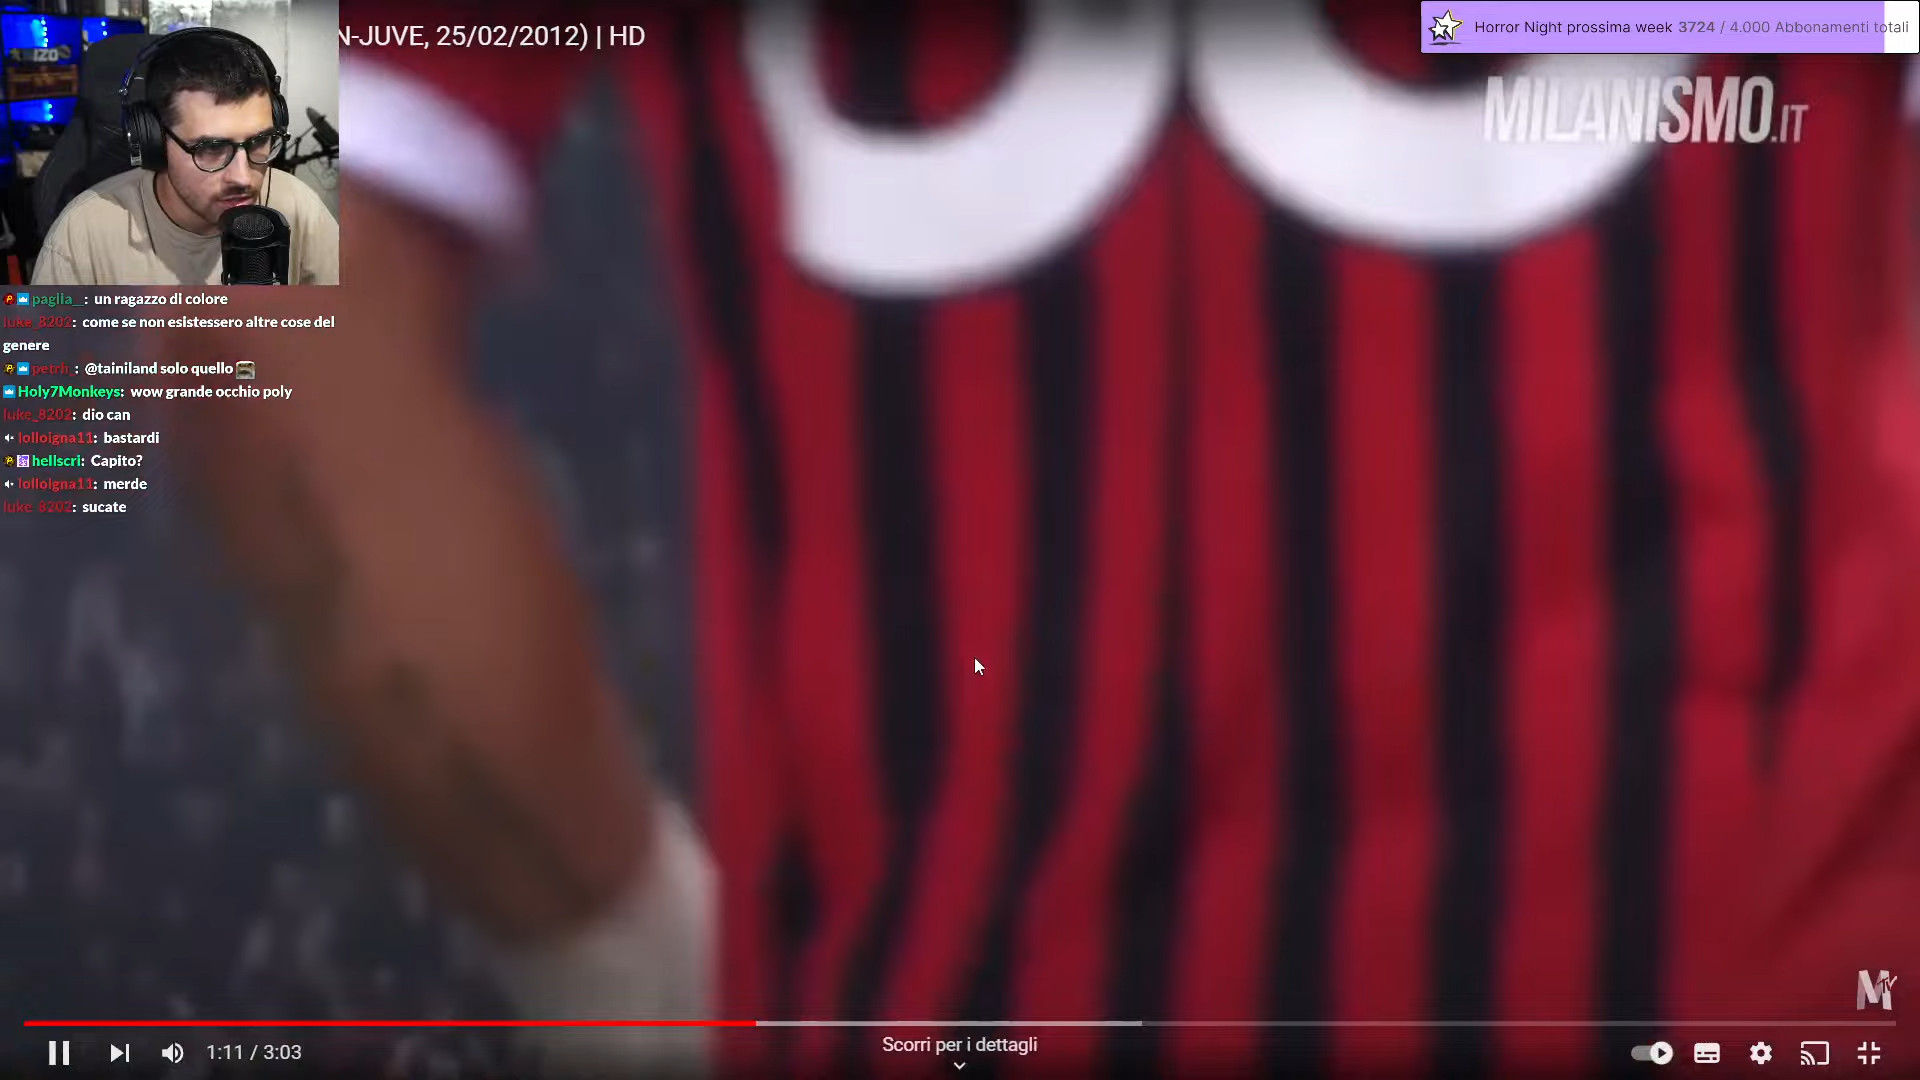 N-JUVE, 25/02/2012) | HD
Horror Night prossima week 3724 / 4.000 Abbonamenti totali
MILANISMO.IT
paglia__: un ragazzo di colore
luke_8202: come se non esistessero altre cose del
genere
petrh_: @tainiland solo quello
Holy7Monkeys: wow grande occhio poly
luke_8202: dio can
lolloigna11: bastardi
hellscri: Capito?
lolloigna11: merde
luke_8202: sucate
M TV
Scorri per i dettagli
1:11 / 3:03